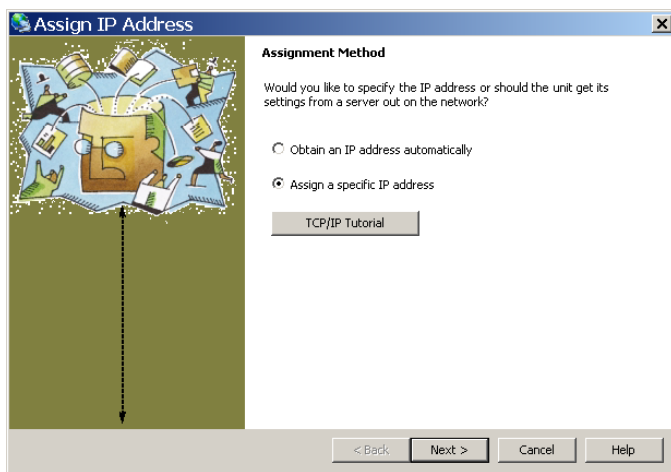 Assign IP Address
Assignment Method
Would you like to specify the IP address or should the unit get its
settings from a server out on the network?
Obtain an IP address automatically
Assign a specific IP address
TCP/IP Tutorial
< Back
Next >
Cancel
Help